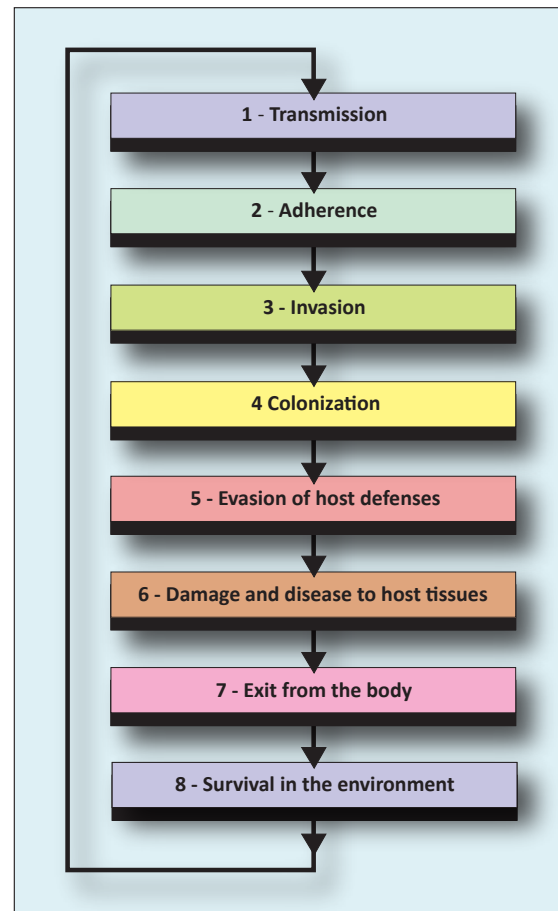 1 - Transmission
2 - Adherence
3 - Invasion
4 Colonization
5 - Evasion of host defenses
6 - Damage and disease to host tissues
7 - Exit from the body
8 - Survival in the environment